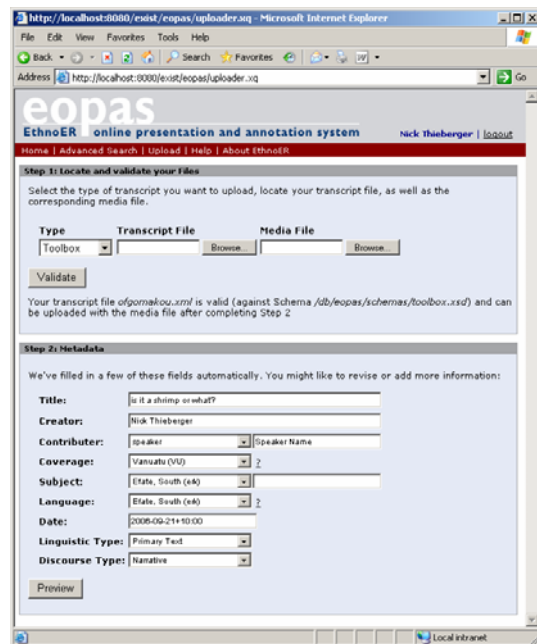 http://localhost:8080/exist/eopas/uploader.xq - Microsoft Internet Explorer
File Edit View Favorites Tools Help
Back Search Favorites
Address http://localhost:8080/exist/eopas/uploader.xq Go
eopas
EthnoER online presentation and annotation system Nick Thieberger | logout
Home | Advanced Search | Upload | Help | About EthnoER
Step 1: Locate and validate your Files
Select the type of transcript you want to upload, locate your transcript file, as well as the
corresponding media file.
Type Transcript File Media File
Toolbox Browse... Browse...
Validate
Your transcript file ofgomakou.xml is valid (against Schema /db/eopas/schemas/toolbox.xsd) and can
be uploaded with the media file after completing Step 2
Step 2: Metadata
We've filled in a few of these fields automatically. You might like to revise or add more information:
Title: is it a shrimp or what?
Creator: Nick Thieberger
Contributer: speaker Speaker Name
Coverage: Vanuatu (VU) ?
Subject: Efate, South (erk)
Language: Efate, South (erk) ?
Date: 2006-09-21+10:00
Linguistic Type: Primary Text
Discourse Type: Narrative
Preview
Local intranet